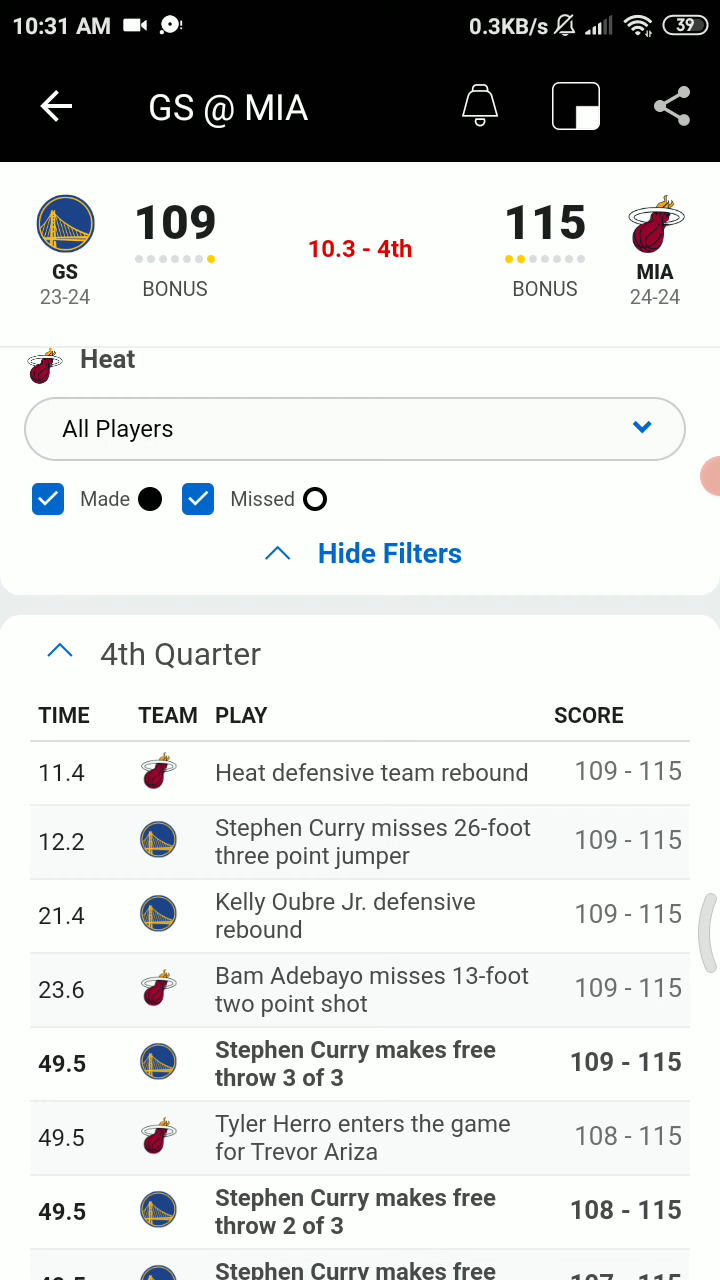 10:31 AM
0.3KB/s
39
GS @ MIA
109
115
10.3 - 4th
GS
23-24
BONUS
BONUS
MIA
24-24
Heat
All Players
Made
Missed
Hide Filters
4th Quarter
TIME TEAM PLAY SCORE
11.4 Heat defensive team rebound 109 - 115
12.2 Stephen Curry misses 26-foot 109 - 115
three point jumper
21.4 Kelly Oubre Jr. defensive 109 - 115
rebound
23.6 Bam Adebayo misses 13-foot 109 - 115
two point shot
49.5 Stephen Curry makes free 109 - 115
throw 3 of 3
49.5 Tyler Herro enters the game 108 - 115
for Trevor Ariza
49.5 Stephen Curry makes free 108 - 115
throw 2 of 3
Stephen Curry makes free